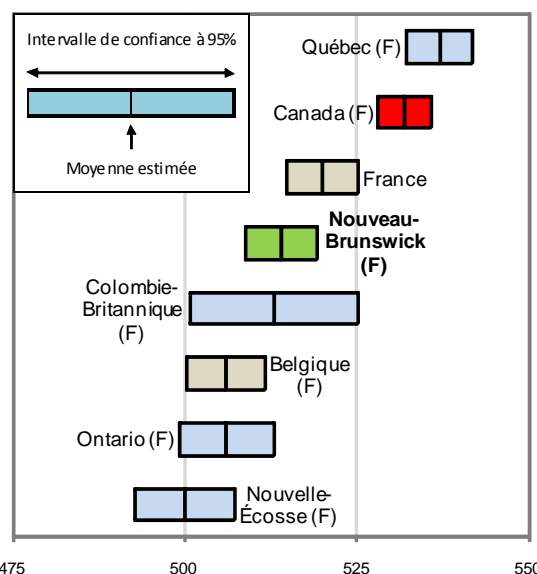 Intervalle de confiance à 95%
Moyenne estimée
Québec (F)
Canada (F)
France
Nouveau-
Brunswick
(F)
Colombie-
Britannique
(F)
Belgique
(F)
Ontario (F)
Nouvelle-
Écosse (F)
475 500 525 550